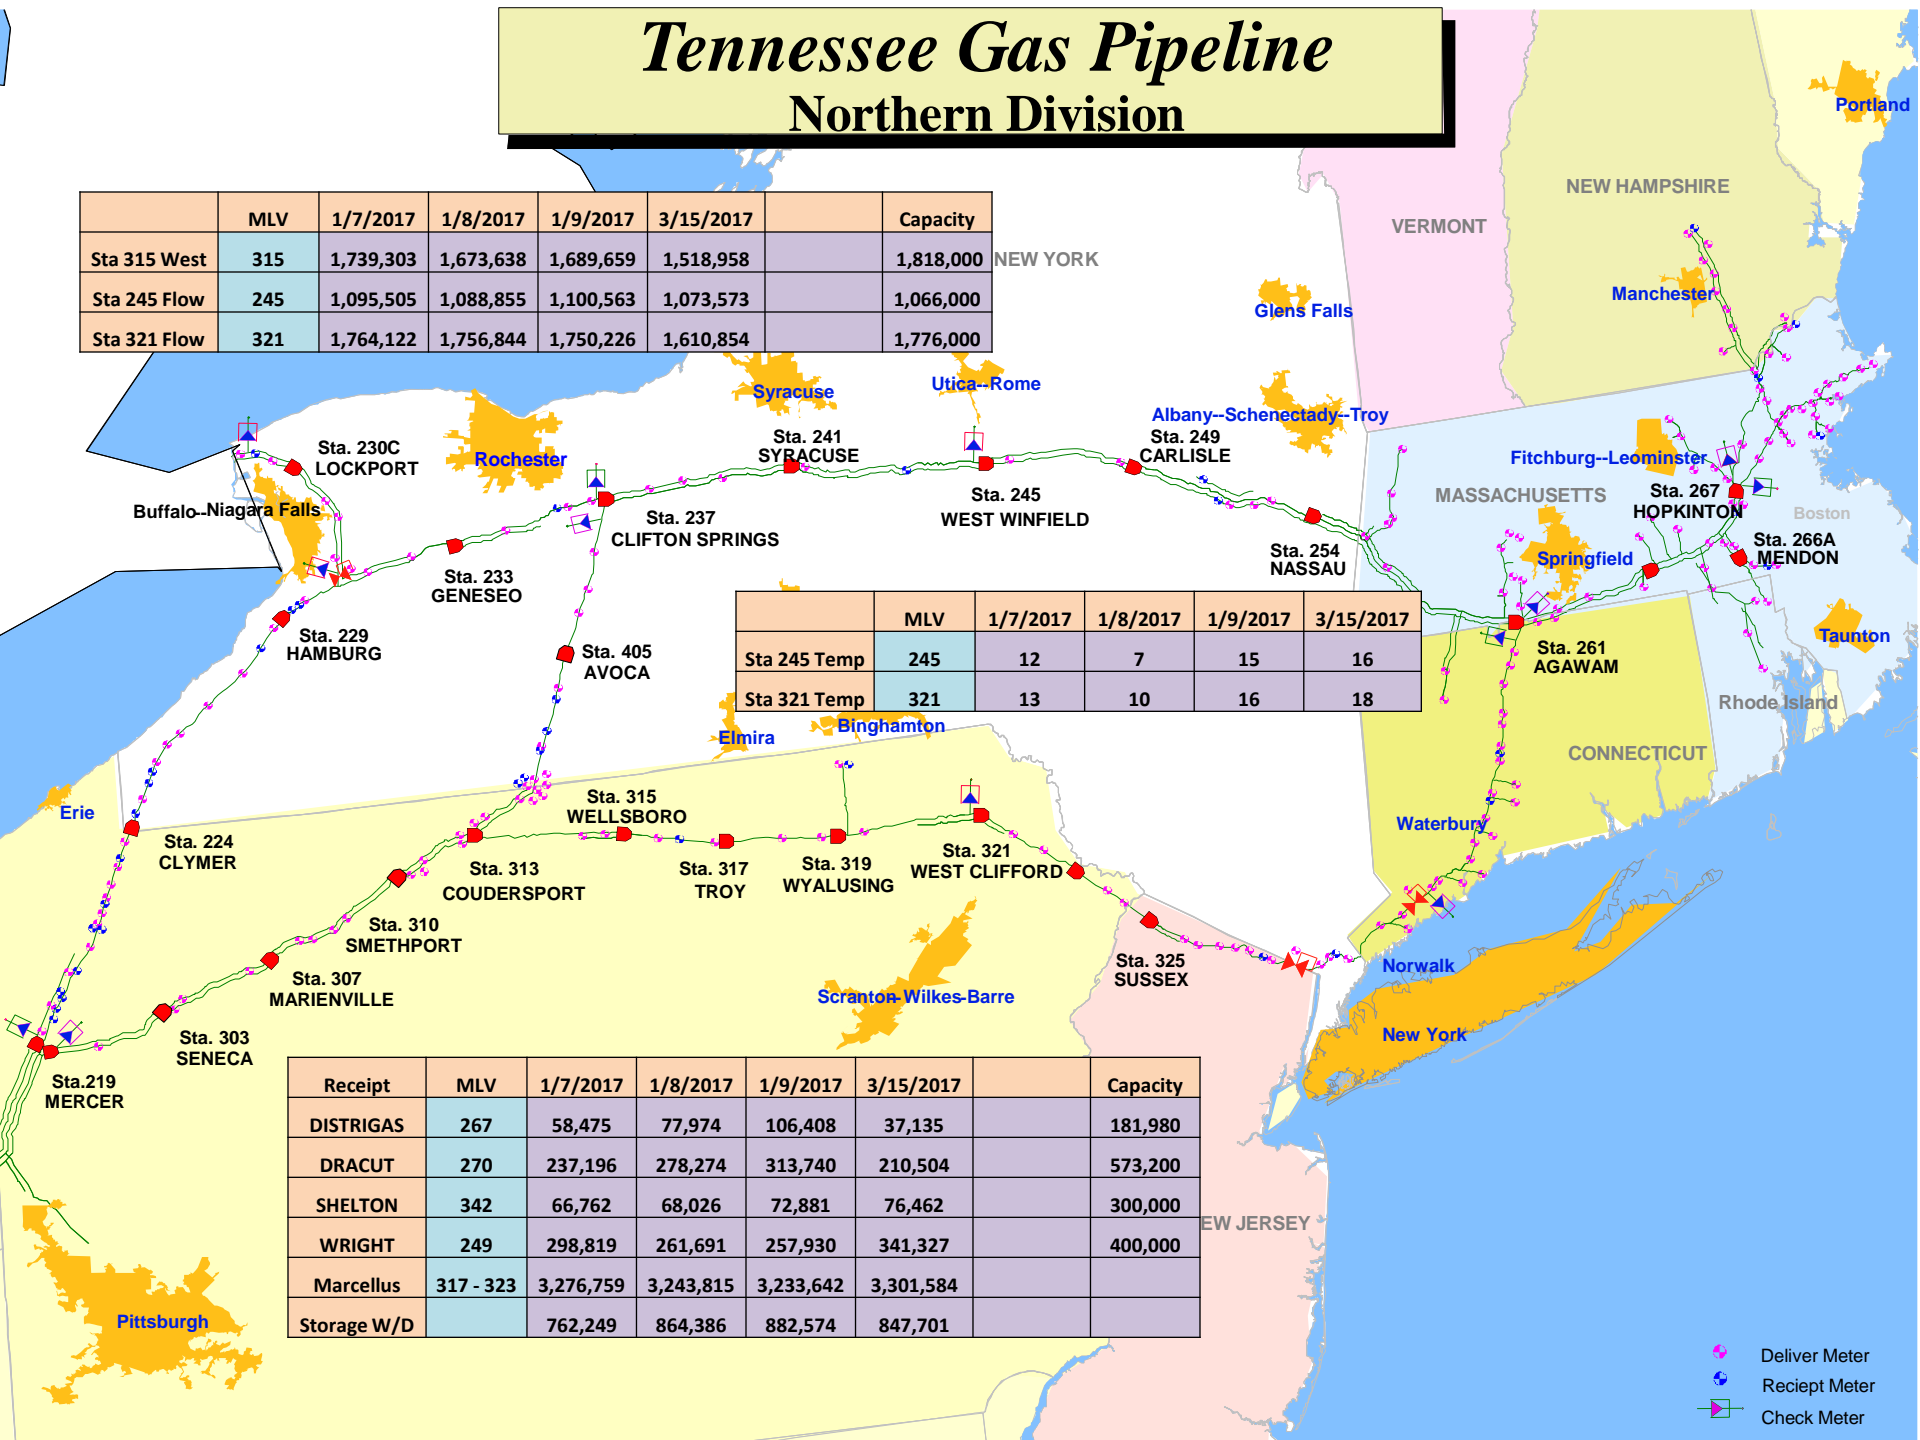 Tennessee Gas Pipeline
Northern Division
Portland
MLV 1/7/2017 1/8/2017 1/9/2017 3/15/2017 Capacity
Sta 315 West 315 1,739,303 1,673,638 1,689,659 1,518,958 1,818,000
Sta 245 Flow 245 1,095,505 1,088,855 1,100,563 1,073,573 1,066,000
Sta 321 Flow 321 1,764,122 1,756,844 1,750,226 1,610,854 1,776,000
NEW HAMPSHIRE
VERMONT
NEW YORK
Manchester
Glens Falls
Syracuse
Utica--Rome
Albany--Schenectady--Troy
Sta. 230C
LOCKPORT
Rochester
Sta. 241
SYRACUSE
Sta. 249
CARLISLE
Fitchburg--Leominster
MASSACHUSETTS
Sta. 267
HOPKINTON
Boston
Buffalo--Niagara Falls
Sta. 237
CLIFTON SPRINGS
Sta. 245
WEST WINFIELD
Sta. 254
NASSAU
Springfield
Sta. 266A
MENDON
Sta. 233
GENESEO
Sta. 229
HAMBURG
Sta. 405
AVOCA
MLV 1/7/2017 1/8/2017 1/9/2017 3/15/2017
Sta 245 Temp 245 12 7 15 16
Sta 321 Temp 321 13 10 16 18
Sta. 261
AGAWAM
Taunton
Rhode Island
Elmira
Binghamton
CONNECTICUT
Erie
Sta. 224
CLYMER
Sta. 315
WELLSBORO
Waterbury
Sta. 313
COUDERSPORT
Sta. 317
TROY
Sta. 319
WYALUSING
Sta. 321
WEST CLIFFORD
Sta. 310
SMETHPORT
Sta. 307
MARIENVILLE
Sta. 325
SUSSEX
Norwalk
Scranton-Wilkes-Barre
New York
Sta. 303
SENECA
Sta.219
MERCER
Receipt MLV 1/7/2017 1/8/2017 1/9/2017 3/15/2017 Capacity
DISTRIGAS 267 58,475 77,974 106,408 37,135 181,980
DRACUT 270 237,196 278,274 313,740 210,504 573,200
SHELTON 342 66,762 68,026 72,881 76,462 300,000
WRIGHT 249 298,819 261,691 257,930 341,327 400,000
Marcellus 317 - 323 3,276,759 3,243,815 3,233,642 3,301,584
Storage W/D 762,249 864,386 882,574 847,701
EW JERSEY
Pittsburgh
Deliver Meter
Reciept Meter
Check Meter